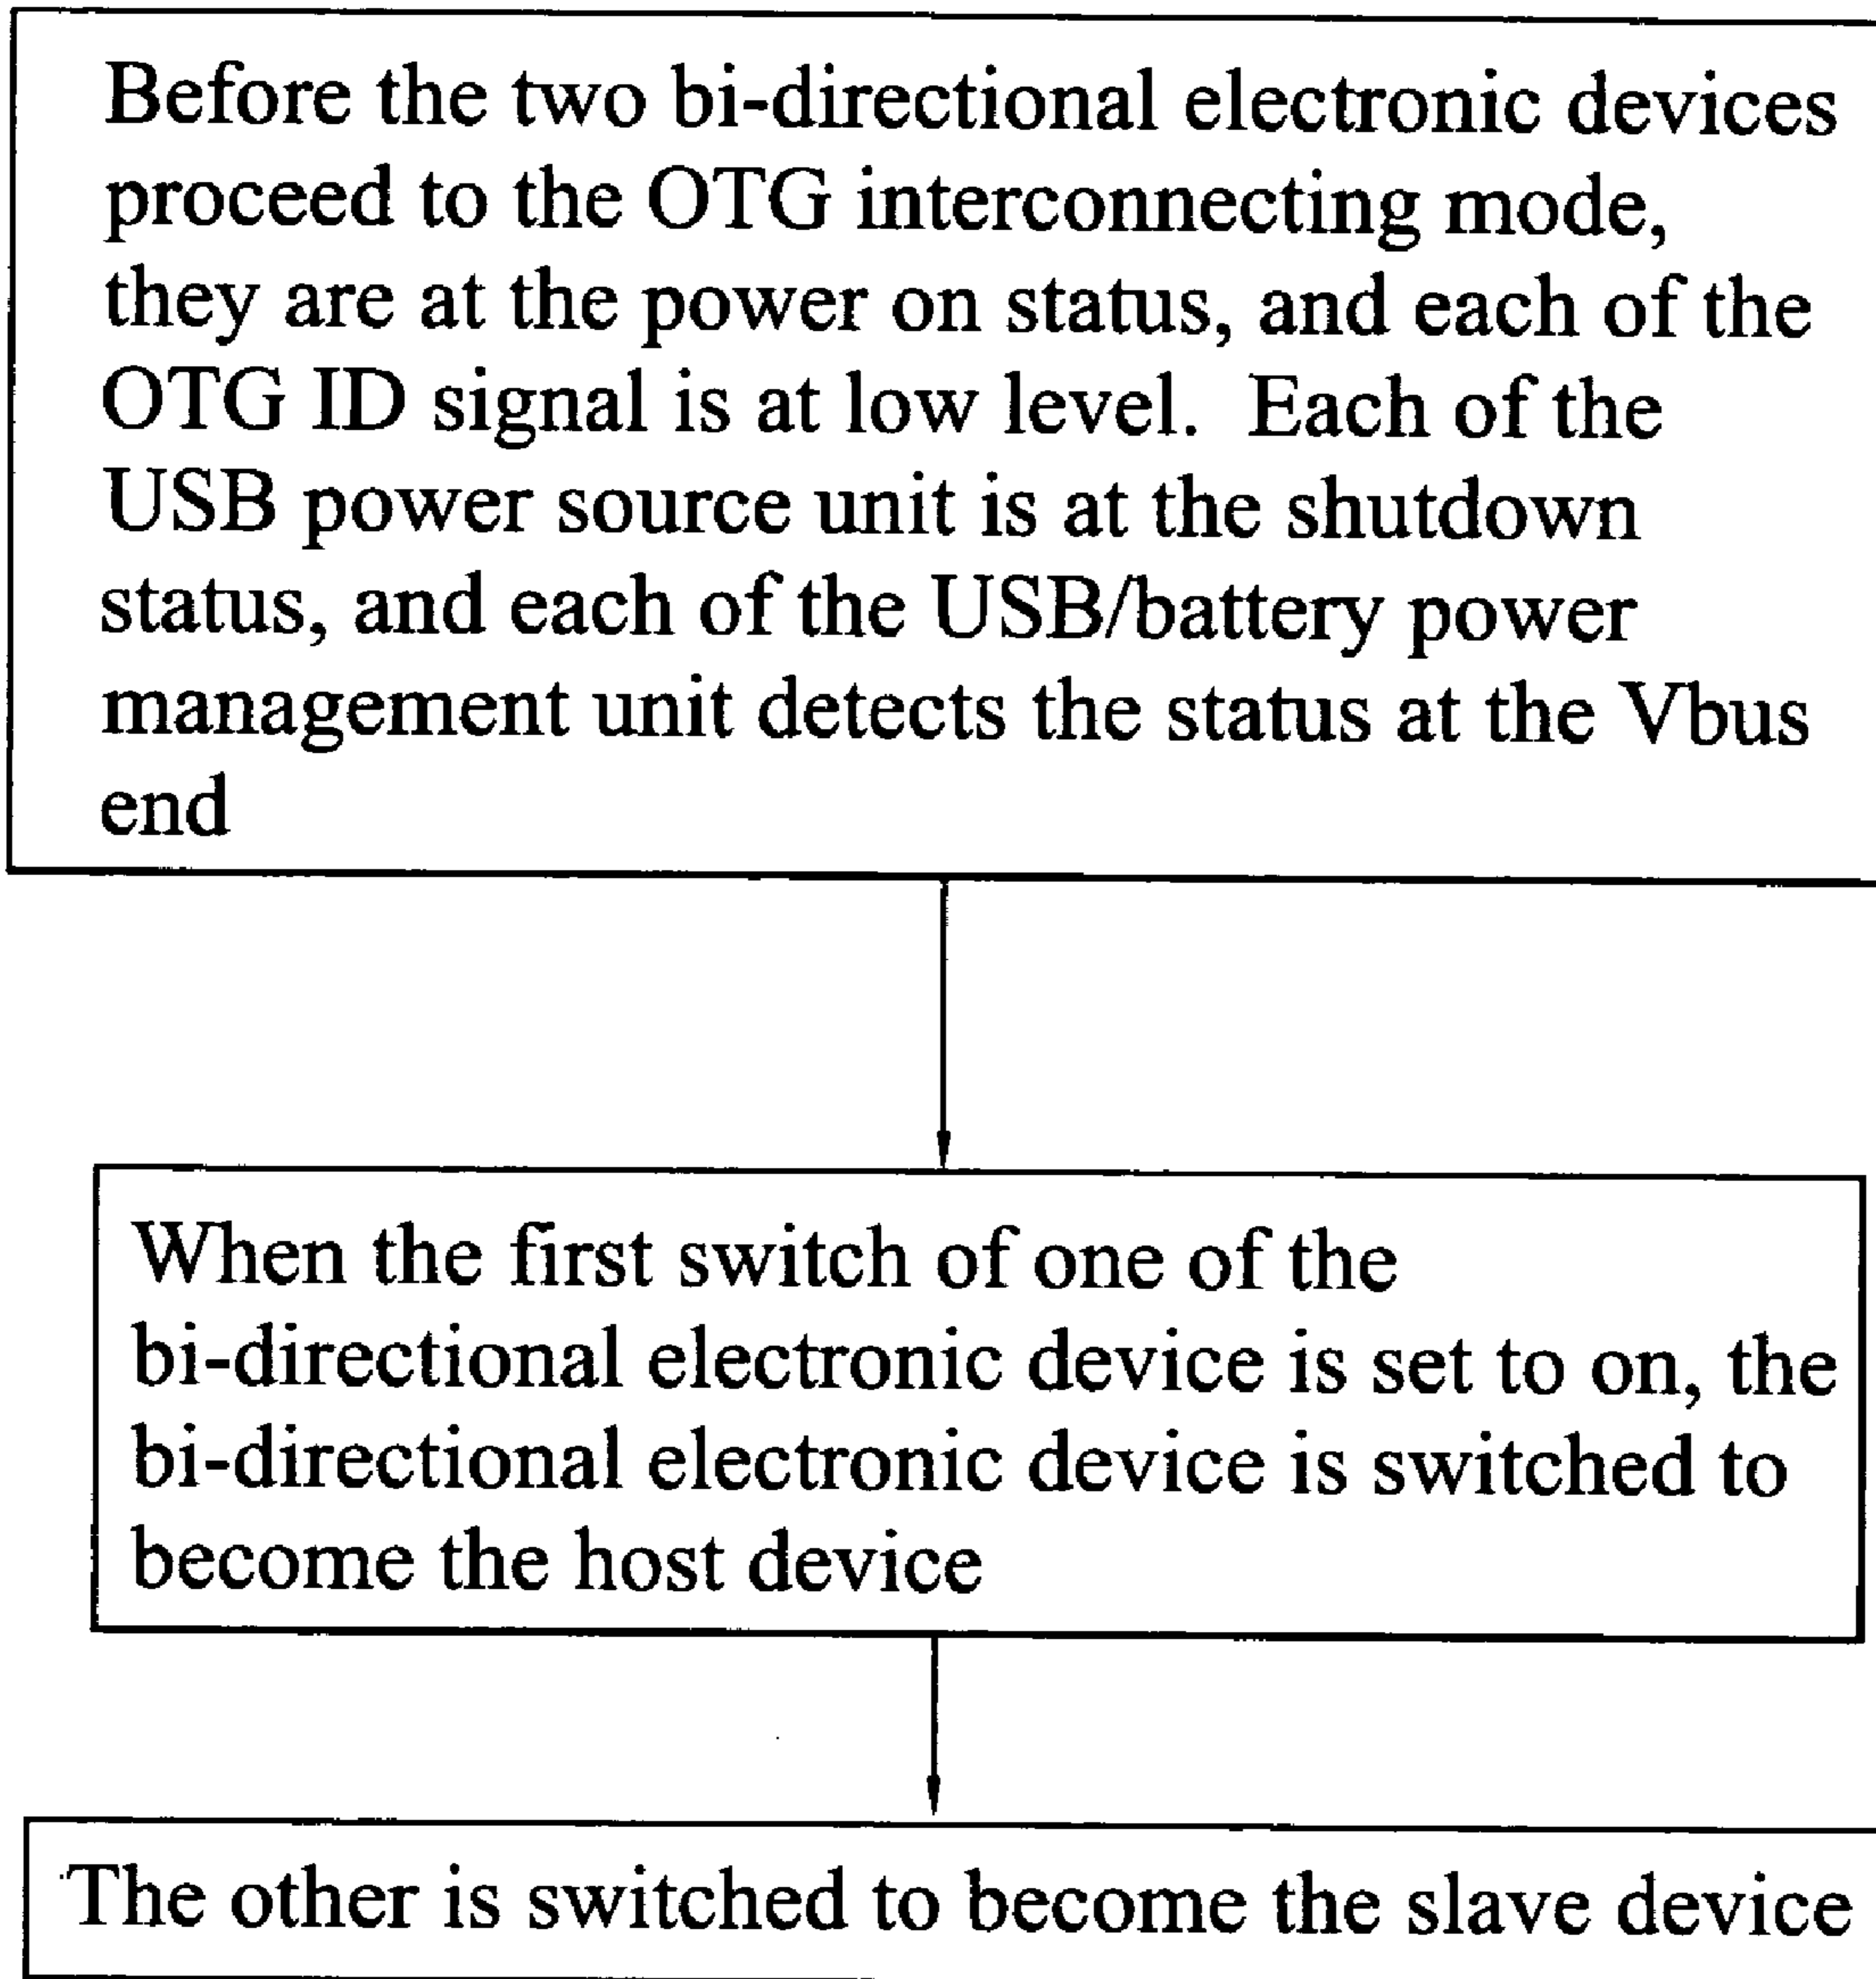 Before the two bi-directional electronic devices
proceed to the OTG interconnecting mode,
they are at the power on status, and each of the
OTG ID signal is at low level.  Each of the
USB power source unit is at the shutdown
status, and each of the USB/battery power
management unit detects the status at the Vbus
end
When the first switch of one of the
bi-directional electronic device is set to on, the
bi-directional electronic device is switched to
become the host device
The other is switched to become the slave device